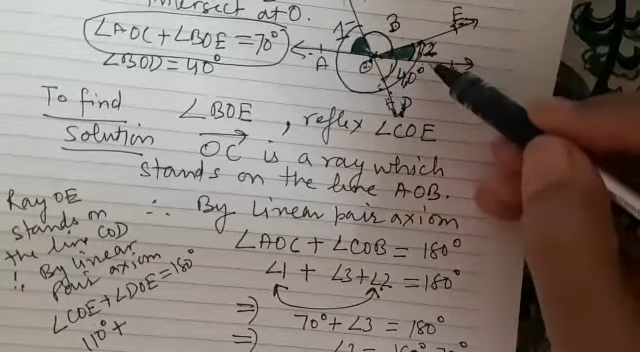 intersect at O.
∠AOC + ∠BOE = 70°
∠BOD = 40°
1
B
E
2
A
O
40°
D
To find ∠BOE, reflex ∠COE
Solution OC is a ray which
stands on the line AOB.
∴ By linear pair axiom
∠AOC + ∠COB = 180°
∠1 + ∠3 + ∠2 = 180°
⇒ 70° + ∠3 = 180°
⇒
Ray OE
stands on
the line COD
∴ By linear
pair axiom
∠COE + ∠DOE = 180°
110° +